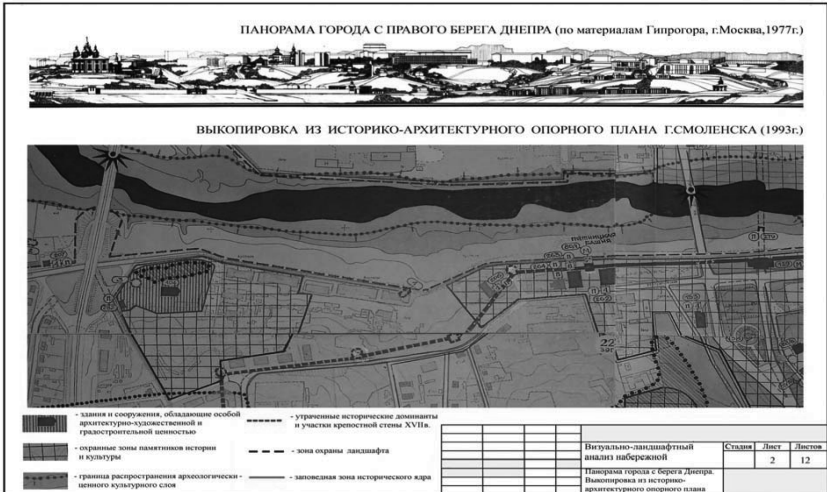 ПАНОРАМА ГОРОДА С ПРАВОГО БЕРЕГА ДНЕПРА (по материалам Гипрогора, г.Москва,1977г.)
ВЫКОПИРОВКА ИЗ ИСТОРИКО-АРХИТЕКТУРНОГО ОПОРНОГО ПЛАНА Г.СМОЛЕНСКА (1993г.)
ПЯТНИЦКАЯ
БАШНЯ
22
- здания и сооружения, обладающие особой
архитектурно-художественной и
градостроительной ценностью
- охранные зоны памятников истории
и культуры
- граница распространения археологически -
ценного культурного слоя
- утраченные исторические доминанты
и участки крепостной стены XVIIв.
- зона охраны ландшафта
- заповедная зона исторического ядра
Визуально-ландшафтный
анализ набережной
Стадия Лист Листов
2 12
Панорама города с берега Днепра.
Выкопировка из историко-
архитектурного опорного плана